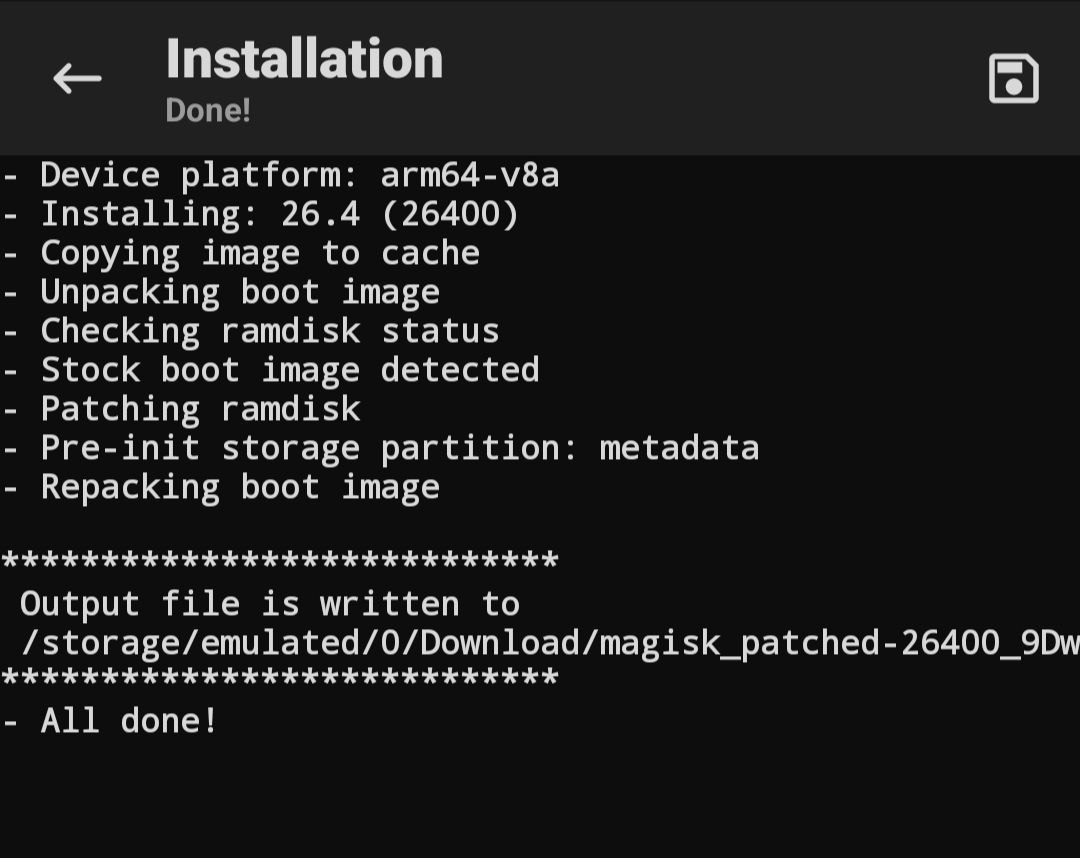 Installation
Done!
- Device platform: arm64-v8a
- Installing: 26.4 (26400)
- Copying image to cache
- Unpacking boot image
- Checking ramdisk status
- Stock boot image detected
- Patching ramdisk
- Pre-init storage partition: metadata
- Repacking boot image
****************************
Output file is written to
/storage/emulated/0/Download/magisk_patched-26400_9Dw
****************************
- All done!